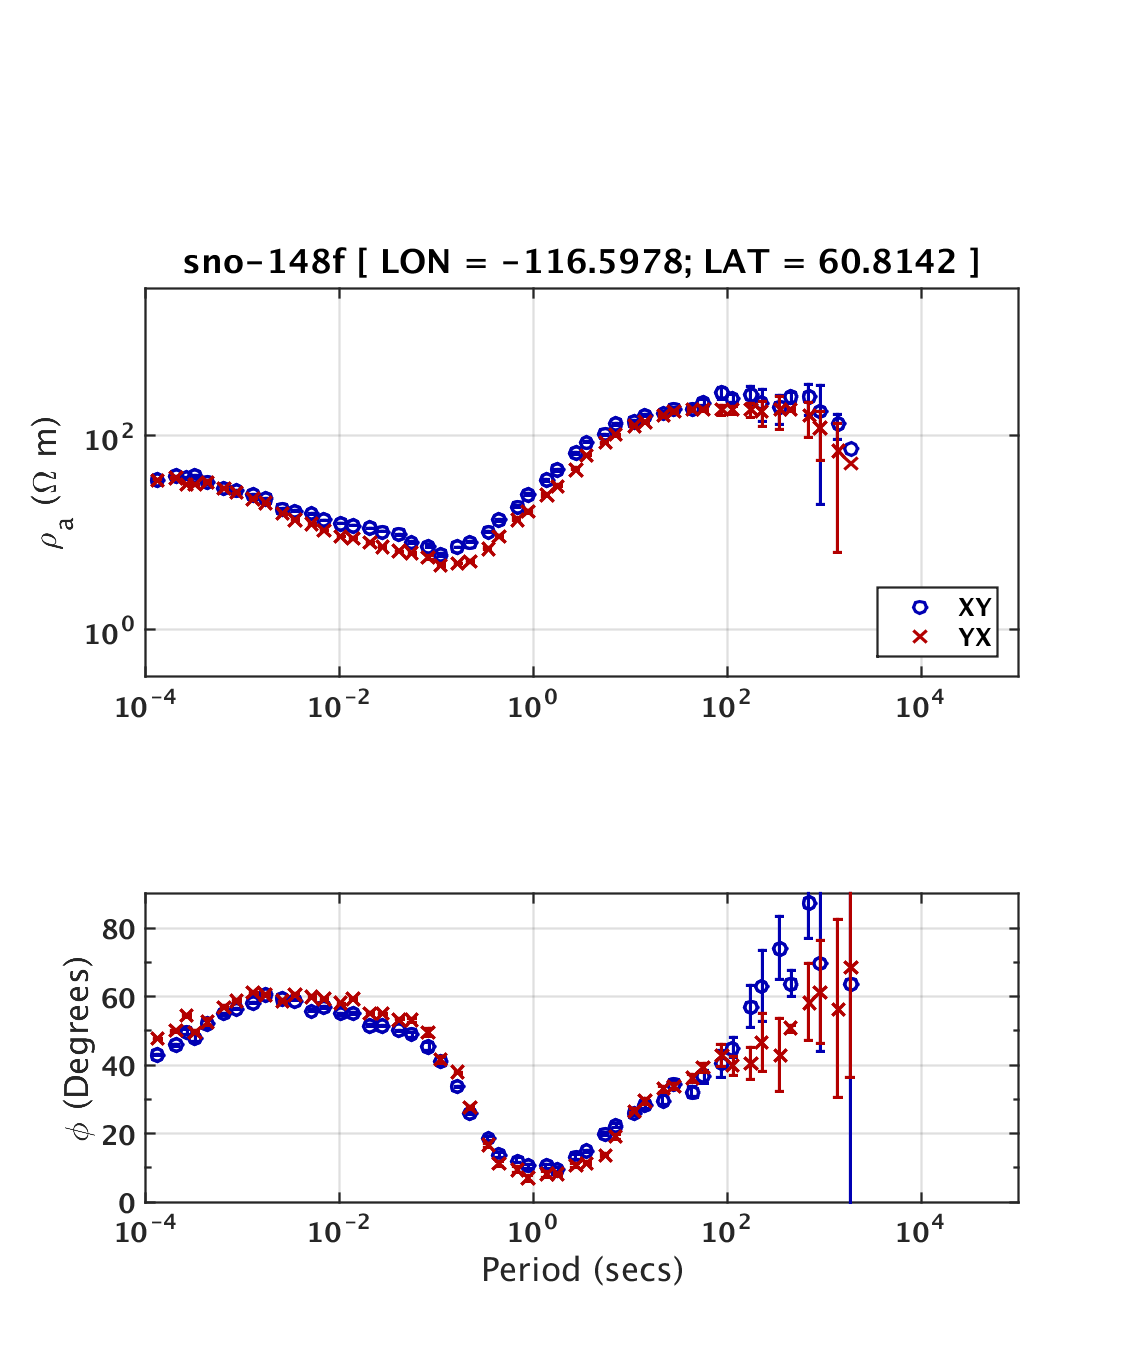 sno-148f [ LON = -116.5978; LAT = 60.8142 ]
ρa (Ω m)
10^2
10^0
XY
YX
10^-4 10^-2 10^0 10^2 10^4
ϕ (Degrees)
80
60
40
20
0
10^-4 10^-2 10^0 10^2 10^4
Period (secs)